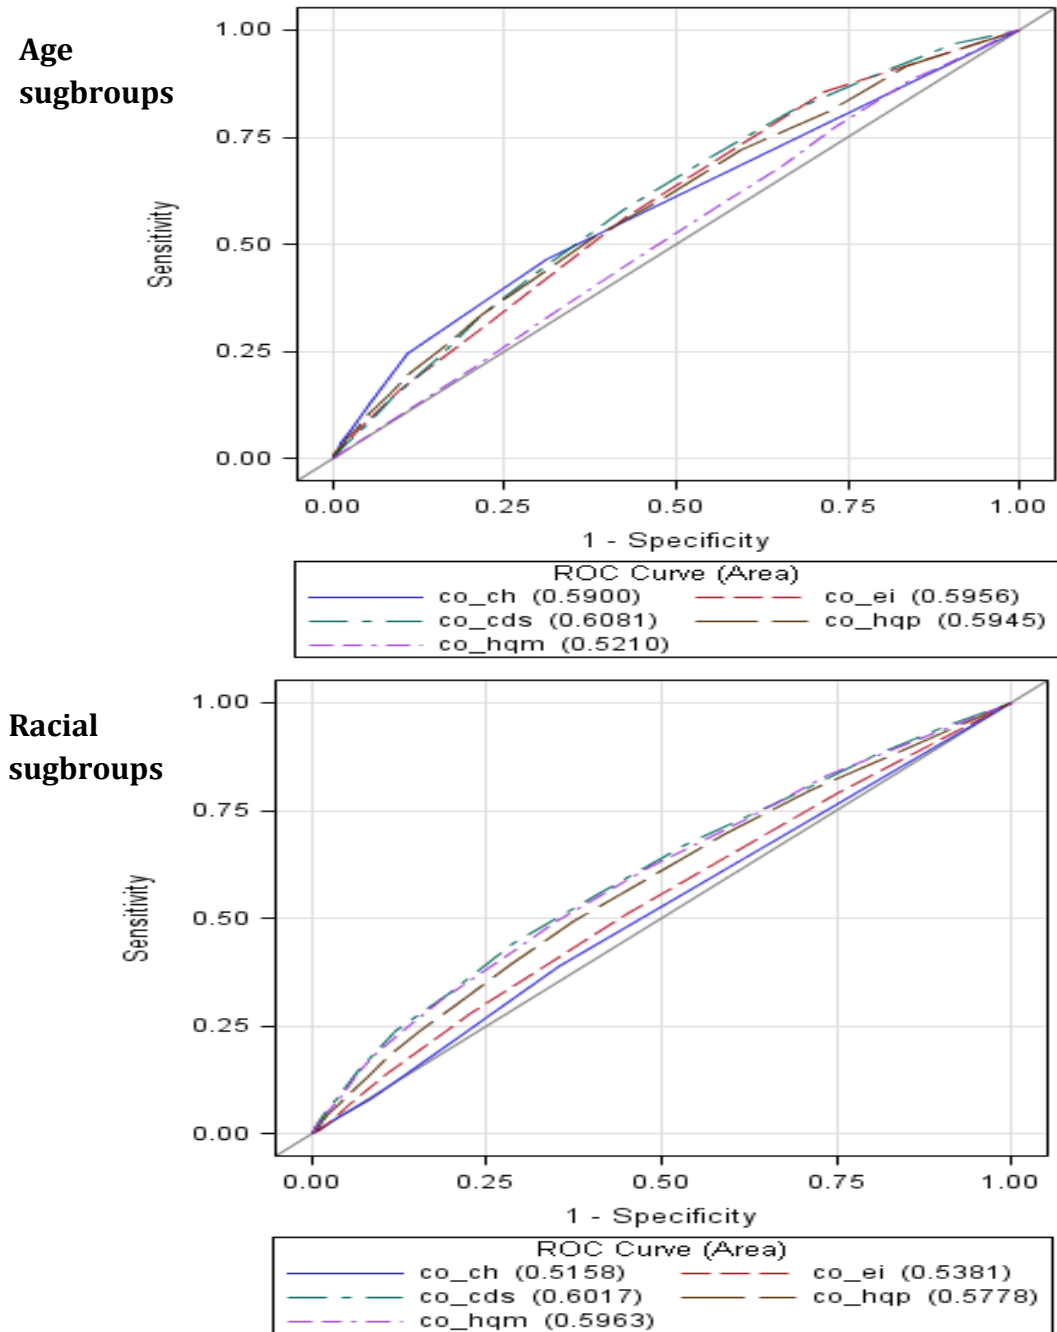 Age
sugbroups
1.00
0.75
0.50
0.25
0.00
Sensitivity
0.00 0.25 0.50 0.75 1.00
1 - Specificity
ROC Curve (Area)
co_ch (0.5900) co_ei (0.5956)
co_cds (0.6081) co_hqp (0.5945)
co_hqm (0.5210)
Racial
sugbroups
1.00
0.75
0.50
0.25
0.00
Sensitivity
0.00 0.25 0.50 0.75 1.00
1 - Specificity
ROC Curve (Area)
co_ch (0.5158) co_ei (0.5381)
co_cds (0.6017) co_hqp (0.5778)
co_hqm (0.5963)